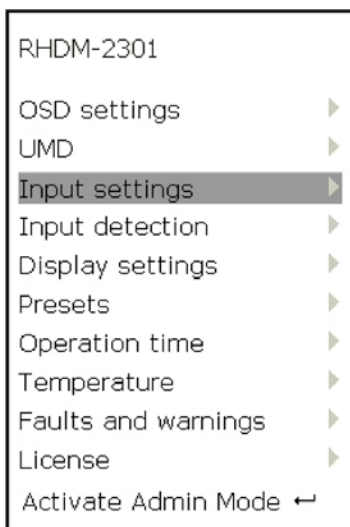 RHDM-2301
OSD settings
UMD
Input settings
Input detection
Display settings
Presets
Operation time
Temperature
Faults and warnings
License
Activate Admin Mode ↵